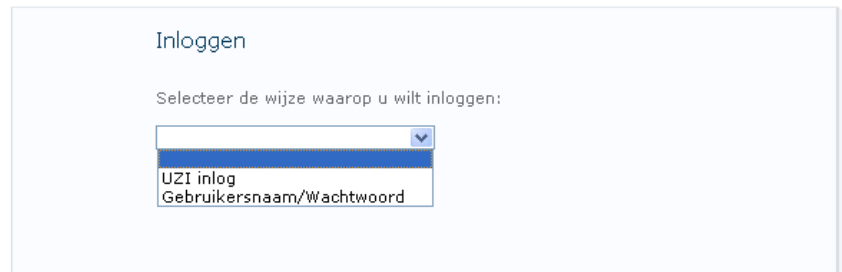 Inloggen
Selecteer de wijze waarop u wilt inloggen:
UZI inlog
Gebruikersnaam/Wachtwoord